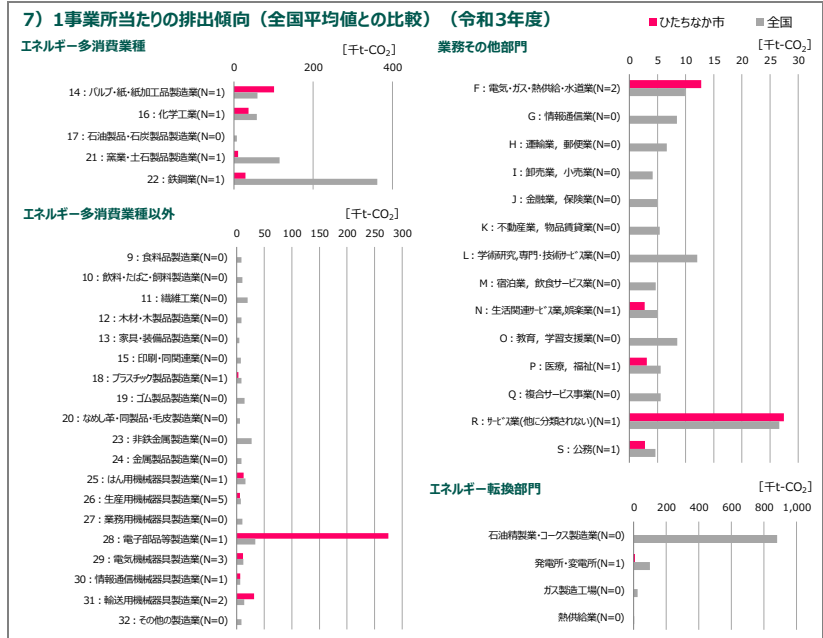 7）1事業所当たりの排出傾向（全国平均値との比較）（令和3年度）
ひたちなか市 全国
エネルギー多消費業種 [千t-CO₂]
0 200 400
14：パルプ・紙・紙加工品製造業(N=1)
16：化学工業(N=1)
17：石油製品・石炭製品製造業(N=0)
21：窯業・土石製品製造業(N=1)
22：鉄鋼業(N=1)
エネルギー多消費業種以外 [千t-CO₂]
0 50 100 150 200 250 300
9：食料品製造業(N=0)
10：飲料・たばこ・飼料製造業(N=0)
11：繊維工業(N=0)
12：木材・木製品製造業(N=0)
13：家具・装備品製造業(N=0)
15：印刷・同関連業(N=0)
18：プラスチック製品製造業(N=1)
19：ゴム製品製造業(N=0)
20：なめし革・同製品・毛皮製造業(N=0)
23：非鉄金属製造業(N=0)
24：金属製品製造業(N=0)
25：はん用機械器具製造業(N=1)
26：生産用機械器具製造業(N=5)
27：業務用機械器具製造業(N=0)
28：電子部品等製造業(N=1)
29：電気機械器具製造業(N=3)
30：情報通信機械器具製造業(N=1)
31：輸送用機械器具製造業(N=2)
32：その他の製造業(N=0)
業務その他部門 [千t-CO₂]
0 5 10 15 20 25 30
F：電気・ガス・熱供給・水道業(N=2)
G：情報通信業(N=0)
H：運輸業，郵便業(N=0)
I：卸売業，小売業(N=0)
J：金融業，保険業(N=0)
K：不動産業，物品賃貸業(N=0)
L：学術研究,専門・技術サービス業(N=0)
M：宿泊業，飲食サービス業(N=0)
N：生活関連サービス業,娯楽業(N=1)
O：教育，学習支援業(N=0)
P：医療，福祉(N=1)
Q：複合サービス事業(N=0)
R：サービス業(他に分類されない)(N=1)
S：公務(N=1)
エネルギー転換部門 [千t-CO₂]
0 200 400 600 800 1,000
石油精製業・コークス製造業(N=0)
発電所・変電所(N=1)
ガス製造工場(N=0)
熱供給業(N=0)